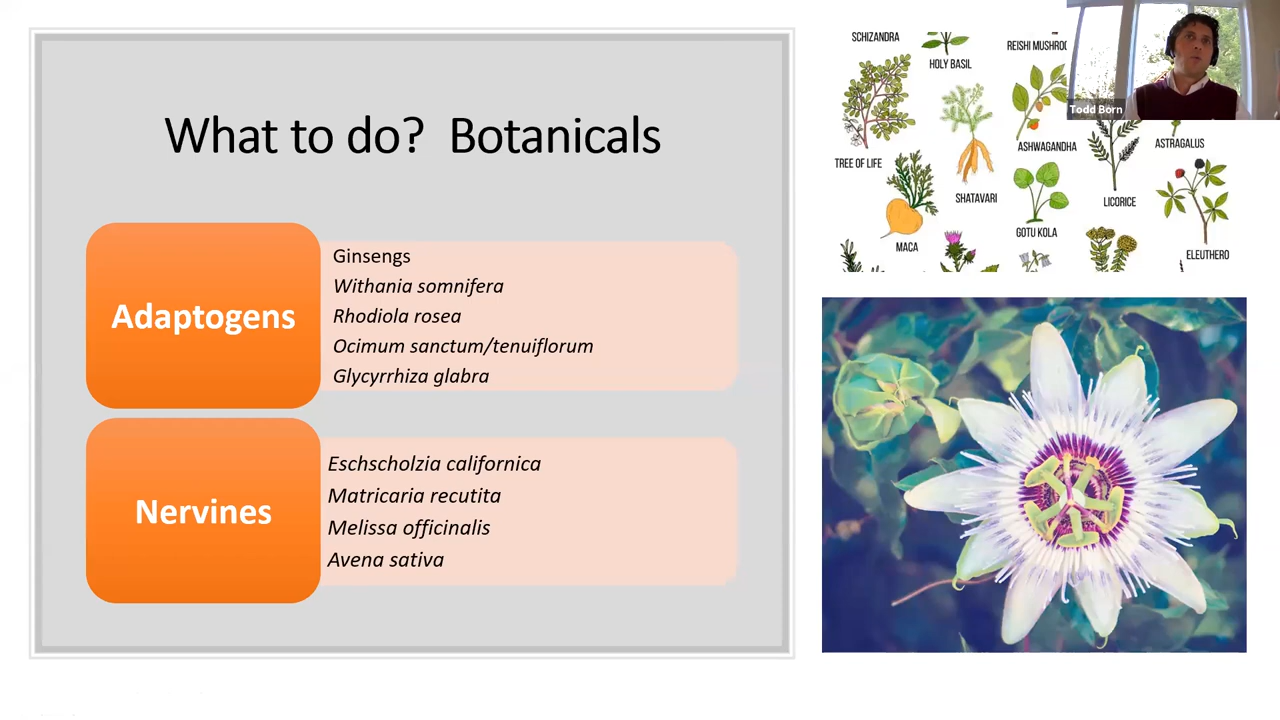 What to do?  Botanicals
Adaptogens
Ginsengs
Withania somnifera
Rhodiola rosea
Ocimum sanctum/tenuiflorum
Glycyrrhiza glabra
Nervines
Eschscholzia californica
Matricaria recutita
Melissa officinalis
Avena sativa
SCHIZANDRA
HOLY BASIL
REISHI
Todd Born
TREE OF LIFE
ASHWAGANDHA
ASTRAGALUS
SHATAVARI
LICORICE
MACA
GOTU KOLA
ELEUTHERO